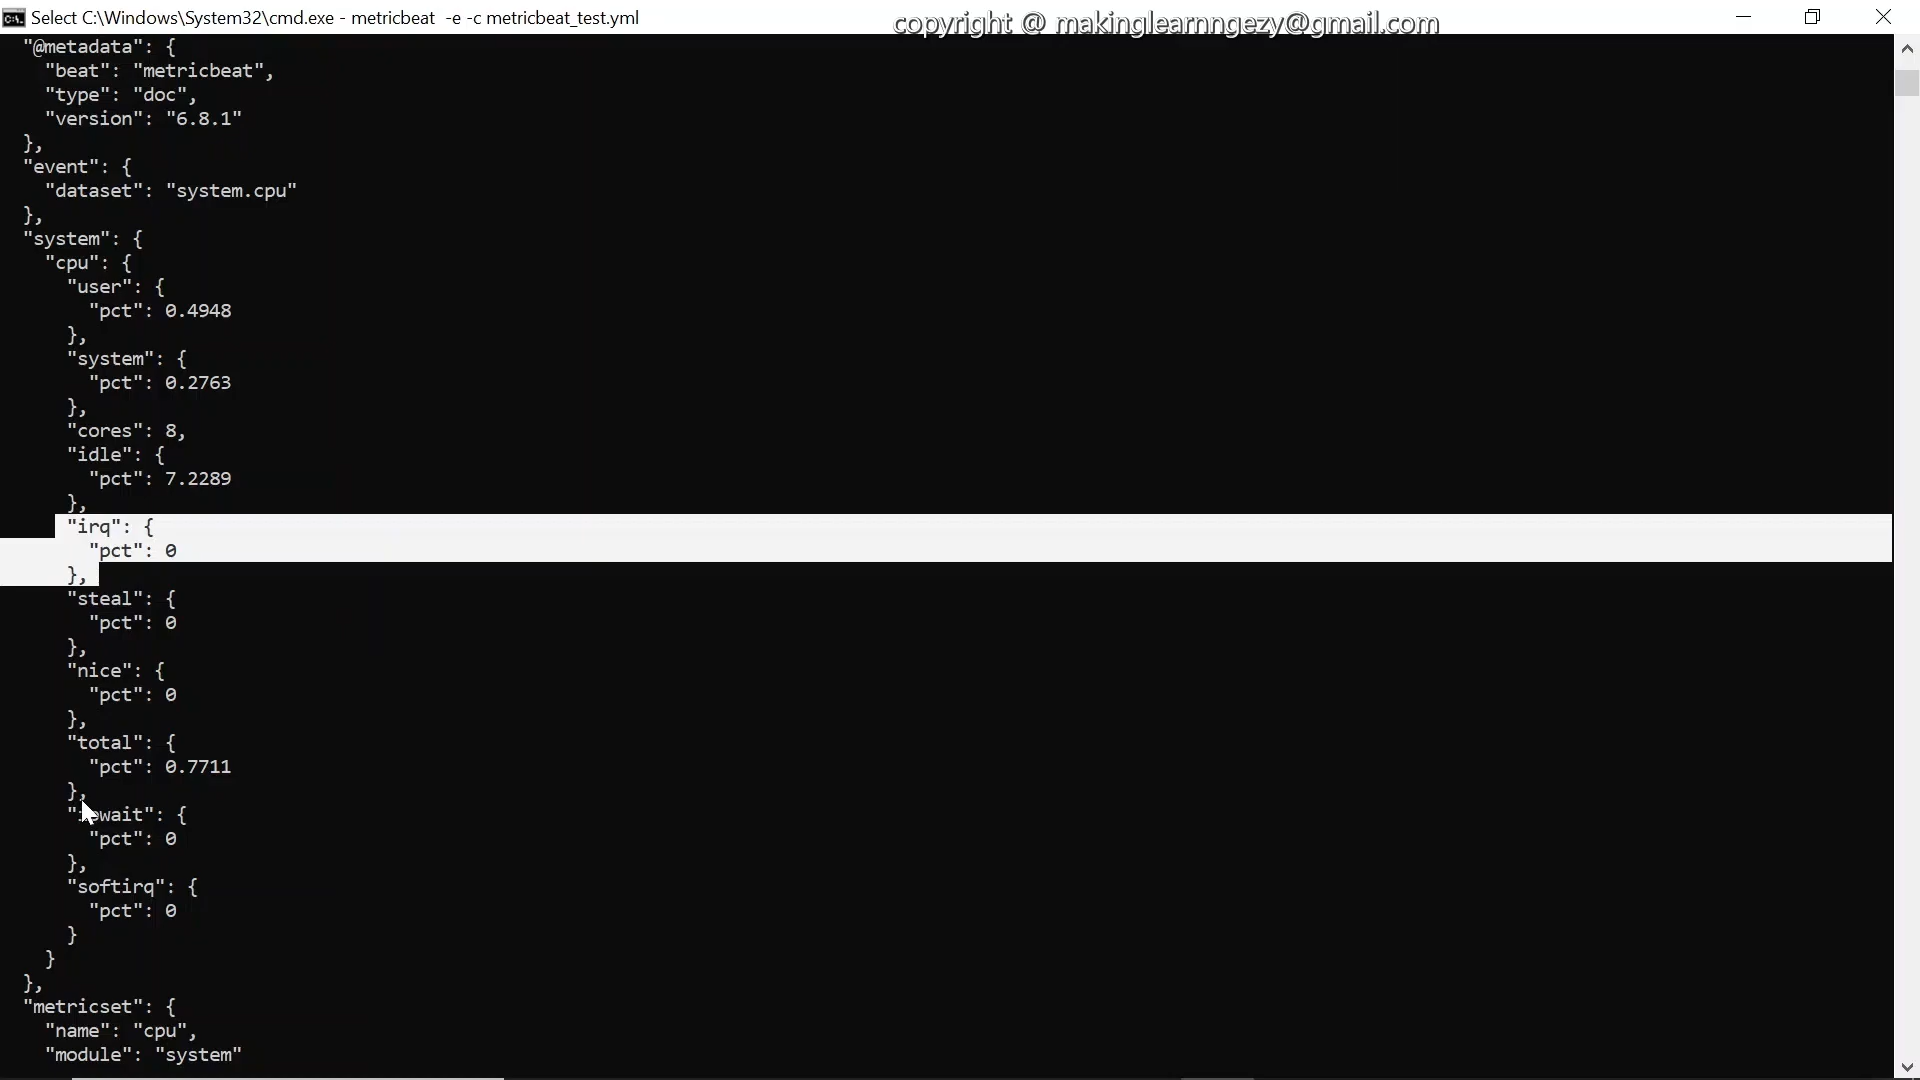 Select C:\Windows\System32\cmd.exe - metricbeat  -e -c metricbeat_test.yml
copyright @ makinglearnngezy@gmail.com
"@metadata": {
"beat": "metricbeat",
"type": "doc",
"version": "6.8.1"
},
"event": {
"dataset": "system.cpu"
},
"system": {
"cpu": {
"user": {
"pct": 0.4948
},
"system": {
"pct": 0.2763
},
"cores": 8,
"idle": {
"pct": 7.2289
},
"irq": {
"pct": 0
},
"steal": {
"pct": 0
},
"nice": {
"pct": 0
},
"total": {
"pct": 0.7711
},
"iowait": {
"pct": 0
},
"softirq": {
"pct": 0
}
}
},
"metricset": {
"name": "cpu",
"module": "system"